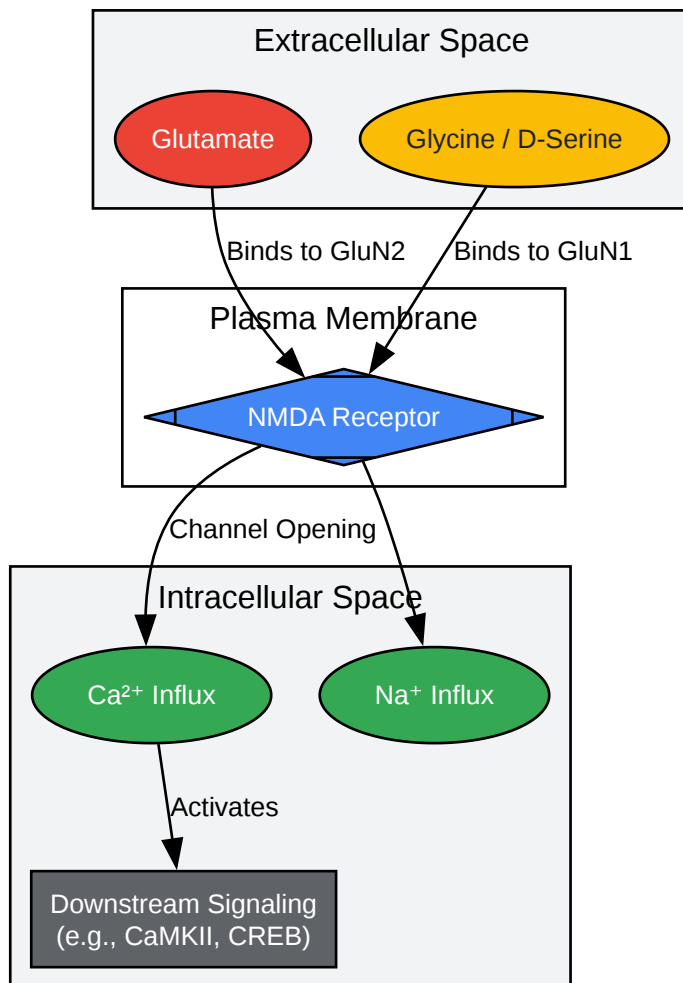 Extracellular Space
Glutamate
Glycine / D-Serine
Binds to GluN2
Binds to GluN1
Plasma Membrane
NMDA Receptor
Channel Opening
Intracellular Space
Ca²⁺ Influx
Na⁺ Influx
Activates
Downstream Signaling
(e.g., CaMKII, CREB)